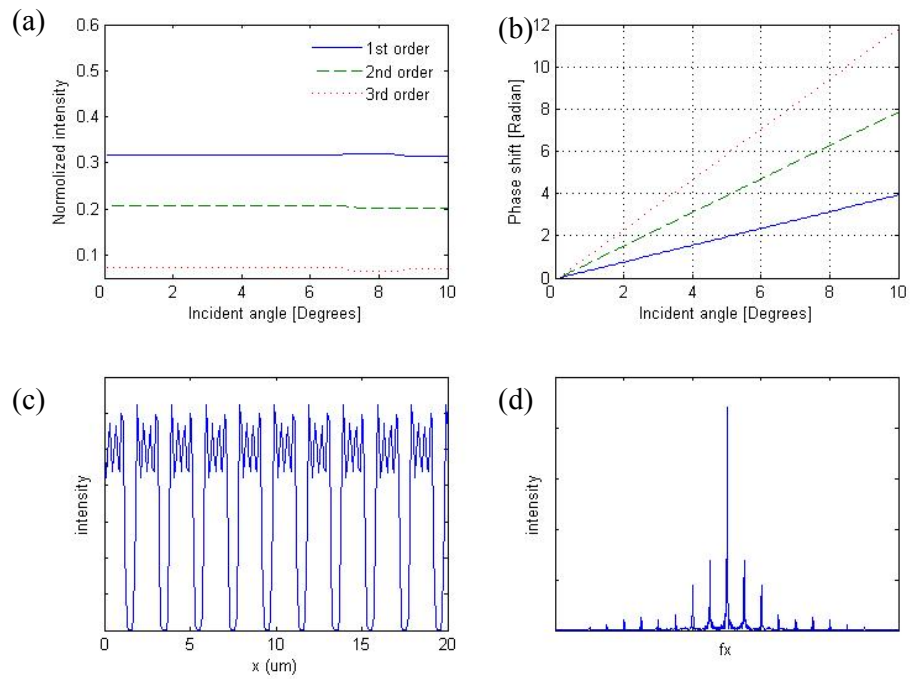 (a)
0.6
0.5
0.4
0.3
0.2
0.1
Normolized intensity
1st order
2nd order
3rd order
0 2 4 6 8 10
Incident angle [Degrees]
(b)
12
10
8
6
4
2
0
Phase shift [Radian]
2 4 6 8 10
Incident angle [Degrees]
(c)
intensity
0 5 10 15 20
x (um)
(d)
intensity
fx